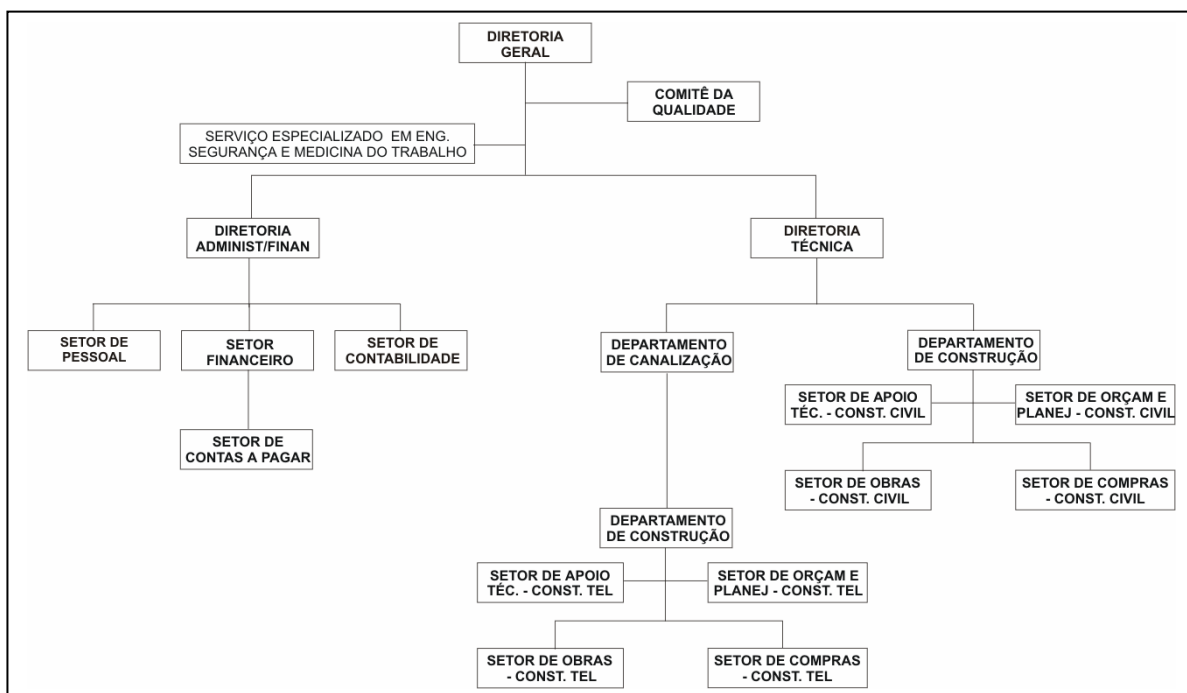 DIRETORIA
GERAL
COMITÊ DA
QUALIDADE
SERVIÇO ESPECIALIZADO EM ENG.
SEGURANÇA E MEDICINA DO TRABALHO
DIRETORIA
ADMINIST/FINAN
DIRETORIA
TÉCNICA
SETOR DE
PESSOAL
SETOR
FINANCEIRO
SETOR DE
CONTABILIDADE
DEPARTAMENTO
DE CANALIZAÇÃO
DEPARTAMENTO
DE CONSTRUÇÃO
SETOR DE APOIO
TÉC. - CONST. CIVIL
SETOR DE ORÇAM E
PLANEJ - CONST. CIVIL
SETOR DE
CONTAS A PAGAR
SETOR DE OBRAS
- CONST. CIVIL
SETOR DE COMPRAS
- CONST. CIVIL
DEPARTAMENTO
DE CONSTRUÇÃO
SETOR DE APOIO
TÉC. - CONST. TEL
SETOR DE ORÇAM E
PLANEJ - CONST. TEL
SETOR DE OBRAS
- CONST. TEL
SETOR DE COMPRAS
- CONST. TEL